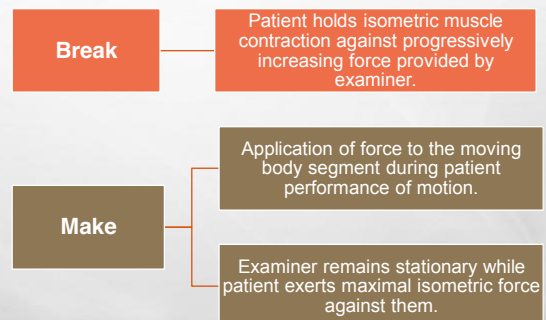 Break
Patient holds isometric muscle
contraction against progressively
increasing force provided by
examiner.
Make
Application of force to the moving
body segment during patient
performance of motion.
Examiner remains stationary while
patient exerts maximal isometric force
against them.